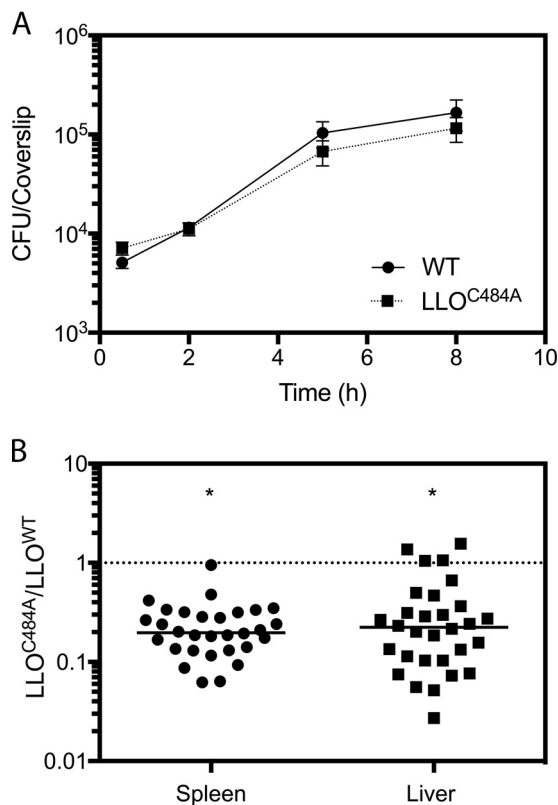 A
CFU/Coverslip
10⁶
10⁵
10⁴
10³
0 2 4 6 8 10
Time (h)
WT
LLO^C484A
B
LLO^C484A/LLO^WT
10
1
0.1
0.01
* *
Spleen Liver